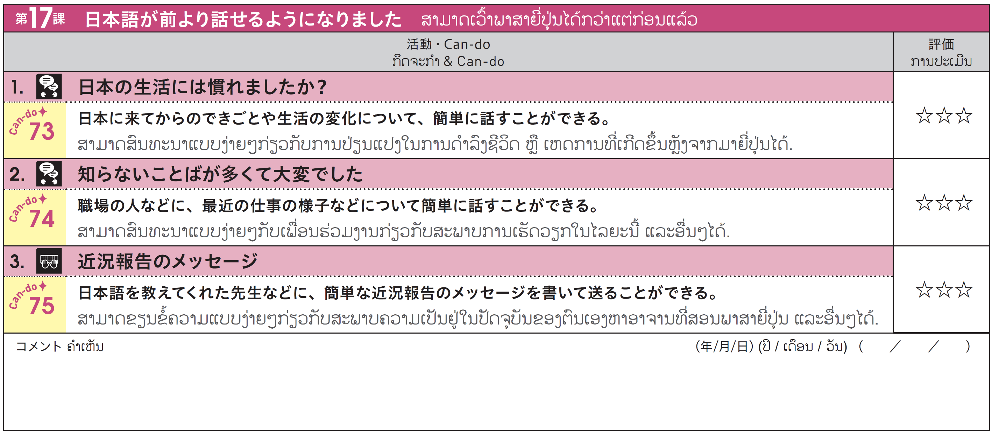 第17課 日本語が前より話せるようになりました ສາມາດເວົ້າພາສາຍີ່ປຸ່ນໄດ້ກວ່າແຕ່ກ່ອນແລ້ວ
活動・Can-do
ກິດຈະກຳ & Can-do
評価
ການປະເມີນ
1. 日本の生活には慣れましたか？
can-do 73
日本に来てからのできごとや生活の変化について、簡単に話すことができる。
ສາມາດສົນທະນາແບບງ່າຍໆກ່ຽວກັບການປ່ຽນແປງໃນການດຳລົງຊີວິດ ຫຼື ເຫດການທີ່ເກີດຂຶ້ນຫຼັງຈາກມາຍີ່ປຸ່ນໄດ້.
☆☆☆
2. 知らないことばが多くて大変でした
can-do 74
職場の人などに、最近の仕事の様子などについて簡単に話すことができる。
ສາມາດສົນທະນາແບບງ່າຍໆກັບເພື່ອນຮ່ວມງານກ່ຽວກັບສະພາບການເຮັດວຽກໃນໄລຍະນີ້ ແລະອື່ນໆໄດ້.
☆☆☆
3. 近況報告のメッセージ
can-do 75
日本語を教えてくれた先生などに、簡単な近況報告のメッセージを書いて送ることができる。
ສາມາດຂຽນຂໍ້ຄວາມແບບງ່າຍໆກ່ຽວກັບສະພາບຄວາມເປັນຢູ່ໃນປັດຈຸບັນຂອງຕົນເອງຫາອາຈານທີ່ສອນພາສາຍີ່ປຸ່ນ ແລະອື່ນໆໄດ້.
☆☆☆
コメント ຄຳເຫັນ
（年/月/日）(ປີ / ເດືອນ / ວັນ) （ ／ ／ ）